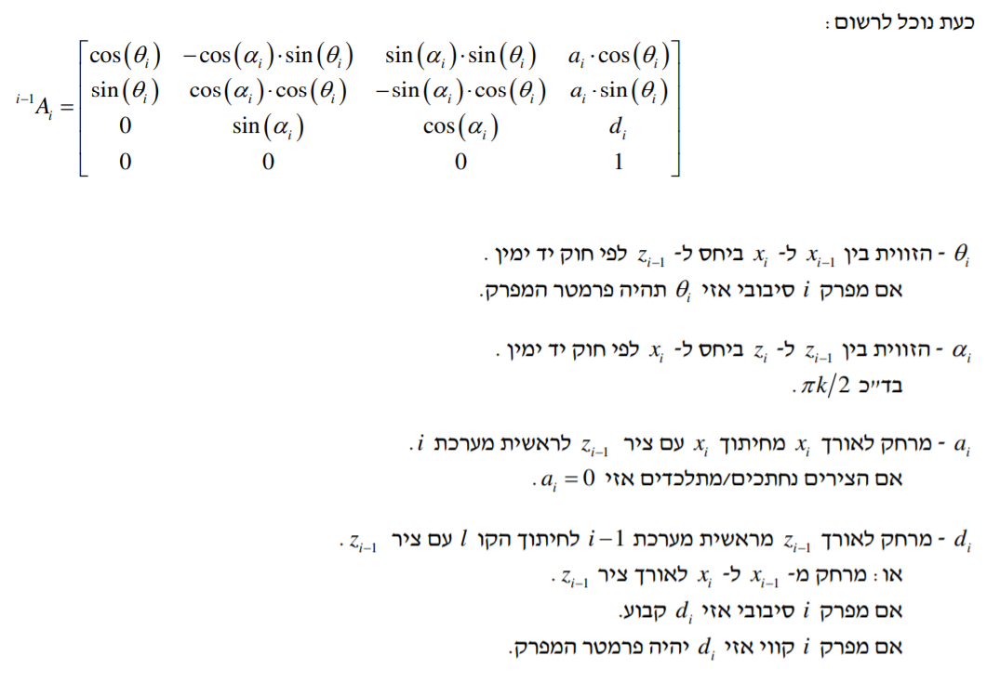 כעת נוכל לרשום :
$^{i-1}A_i = \begin{bmatrix} \cos(\theta_i) & -\cos(\alpha_i)\cdot\sin(\theta_i) & \sin(\alpha_i)\cdot\sin(\theta_i) & a_i\cdot\cos(\theta_i) \\ \sin(\theta_i) & \cos(\alpha_i)\cdot\cos(\theta_i) & -\sin(\alpha_i)\cdot\cos(\theta_i) & a_i\cdot\sin(\theta_i) \\ 0 & \sin(\alpha_i) & \cos(\alpha_i) & d_i \\ 0 & 0 & 0 & 1 \end{bmatrix}$
$\theta_i$ - הזווית בין $x_{i-1}$ ל- $x_i$ ביחס ל- $z_{i-1}$ לפי חוק יד ימין .
אם מפרק $i$ סיבובי אזי $\theta_i$ תהיה פרמטר המפרק.
$\alpha_i$ - הזווית בין $z_{i-1}$ ל- $z_i$ ביחס ל- $x_i$ לפי חוק יד ימין .
בד״כ $\pi k/2$ .
$a_i$ - מרחק לאורך $x_i$ מחיתוך $x_i$ עם ציר $z_{i-1}$ לראשית מערכת $i$ .
אם הצירים נחתכים/מתלכדים אזי $a_i = 0$ .
$d_i$ - מרחק לאורך $z_{i-1}$ מראשית מערכת $i-1$ לחיתוך הקו $l$ עם ציר $z_{i-1}$ .
או : מרחק מ- $x_{i-1}$ ל- $x_i$ לאורך ציר $z_{i-1}$ .
אם מפרק $i$ סיבובי אזי $d_i$ קבוע.
אם מפרק $i$ קווי אזי $d_i$ יהיה פרמטר המפרק.